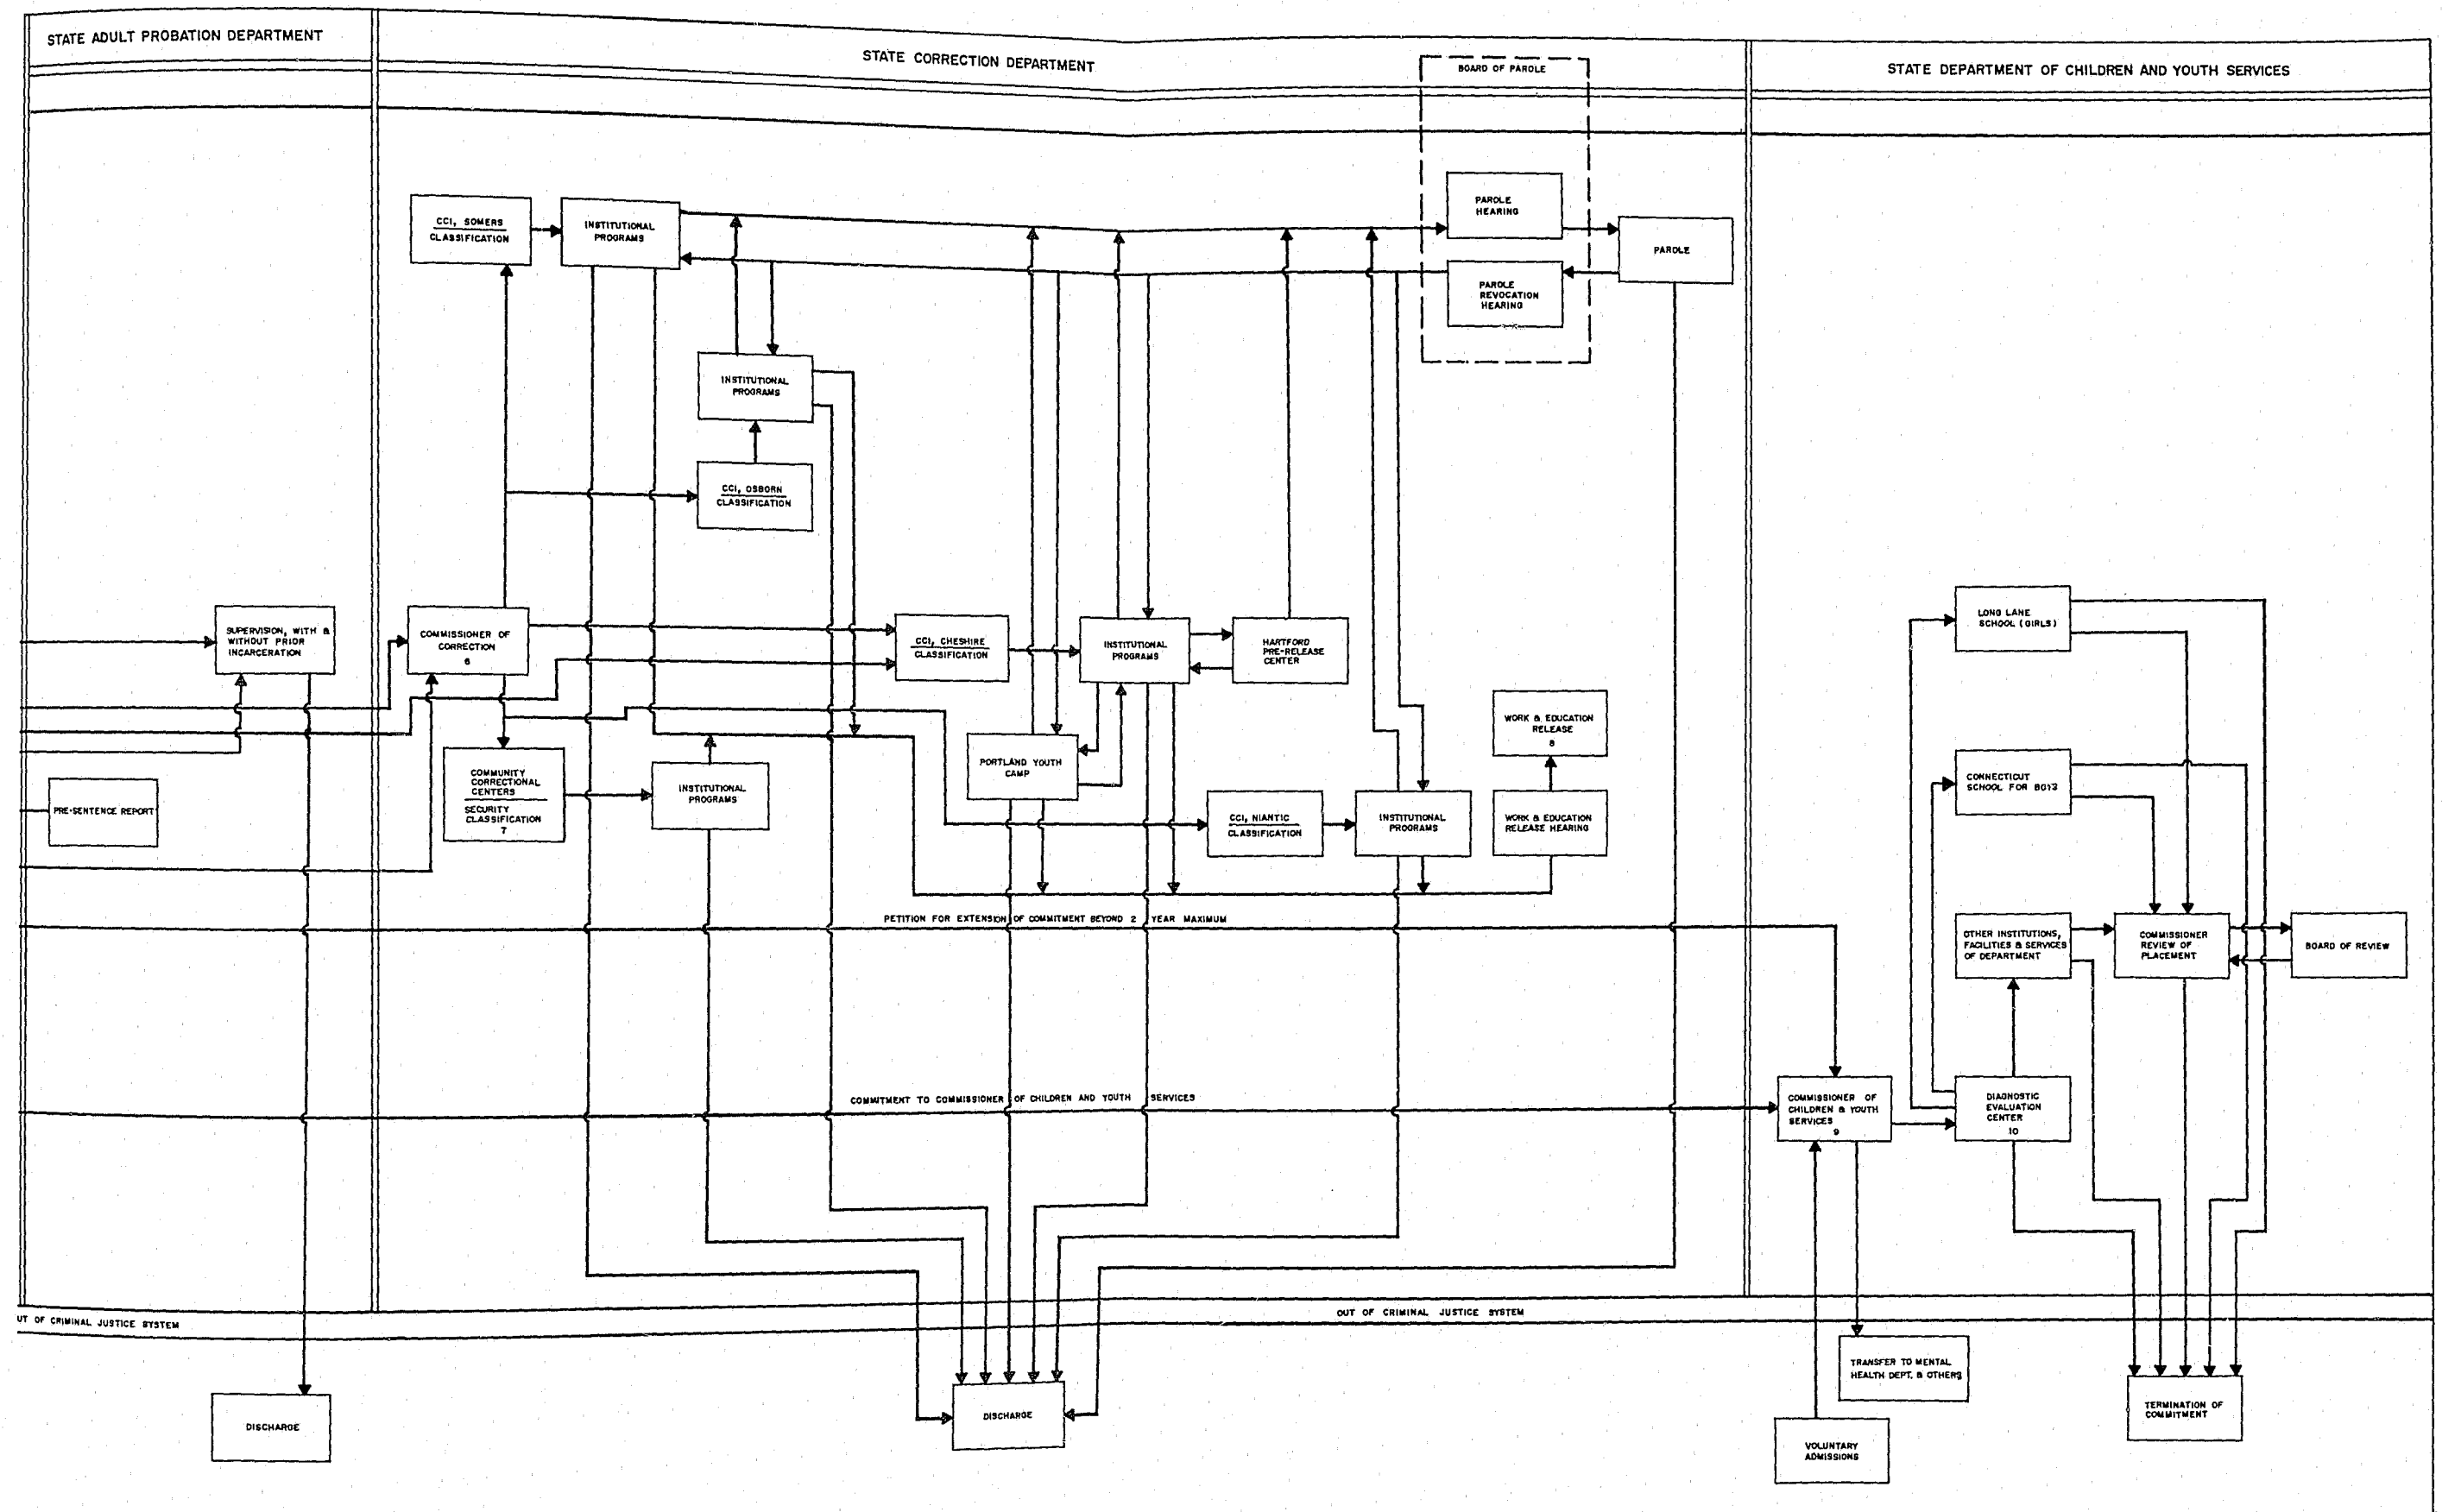 STATE ADULT PROBATION DEPARTMENT
STATE CORRECTION DEPARTMENT
BOARD OF PAROLE
STATE DEPARTMENT OF CHILDREN AND YOUTH SERVICES
CCI, SOMERS
CLASSIFICATION
INSTITUTIONAL
PROGRAMS
PAROLE
HEARING
PAROLE
PAROLE
REVOCATION
HEARING
INSTITUTIONAL
PROGRAMS
CCI, OSBORN
CLASSIFICATION
SUPERVISION, WITH &
WITHOUT PRIOR
INCARCERATION
COMMISSIONER OF
CORRECTION
6
CCI, CHESHIRE
CLASSIFICATION
INSTITUTIONAL
PROGRAMS
HARTFORD
PRE-RELEASE
CENTER
LONG LANE
SCHOOL (GIRLS)
WORK & EDUCATION
RELEASE
8
PRE-SENTENCE REPORT
COMMUNITY
CORRECTIONAL
CENTERS
SECURITY
CLASSIFICATION
7
INSTITUTIONAL
PROGRAMS
PORTLAND YOUTH
CAMP
CCI, NIANTIC
CLASSIFICATION
INSTITUTIONAL
PROGRAMS
WORK & EDUCATION
RELEASE HEARING
CONNECTICUT
SCHOOL FOR BOYS
PETITION FOR EXTENSION OF COMMITMENT BEYOND 2 YEAR MAXIMUM
OTHER INSTITUTIONS,
FACILITIES & SERVICES
OF DEPARTMENT
COMMISSIONER
REVIEW OF
PLACEMENT
BOARD OF REVIEW
COMMITMENT TO COMMISSIONER OF CHILDREN AND YOUTH SERVICES
COMMISSIONER OF
CHILDREN & YOUTH
SERVICES
9
DIAGNOSTIC
EVALUATION
CENTER
10
UT OF CRIMINAL JUSTICE SYSTEM
OUT OF CRIMINAL JUSTICE SYSTEM
TRANSFER TO MENTAL
HEALTH DEPT. & OTHERS
DISCHARGE
DISCHARGE
VOLUNTARY
ADMISSIONS
TERMINATION OF
COMMITMENT